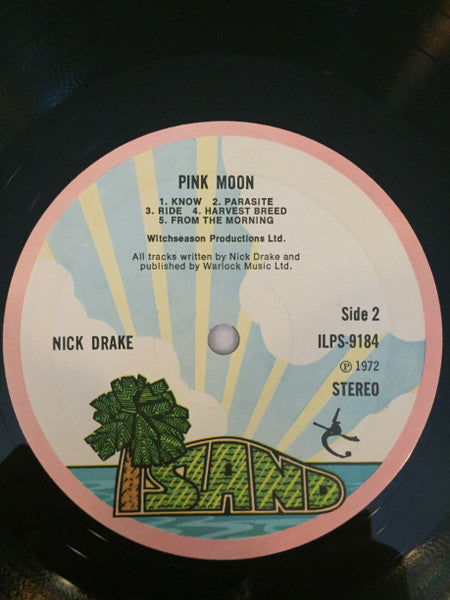 PINK MOON
1. KNOW 2. PARASITE
3. RIDE 4. HARVEST BREED
5. FROM THE MORNING
Witchseason Productions Ltd.
All tracks written by Nick Drake and
published by Warlock Music Ltd.
NICK DRAKE
Side 2
ILPS-9184
℗ 1972
STEREO
ISLAND